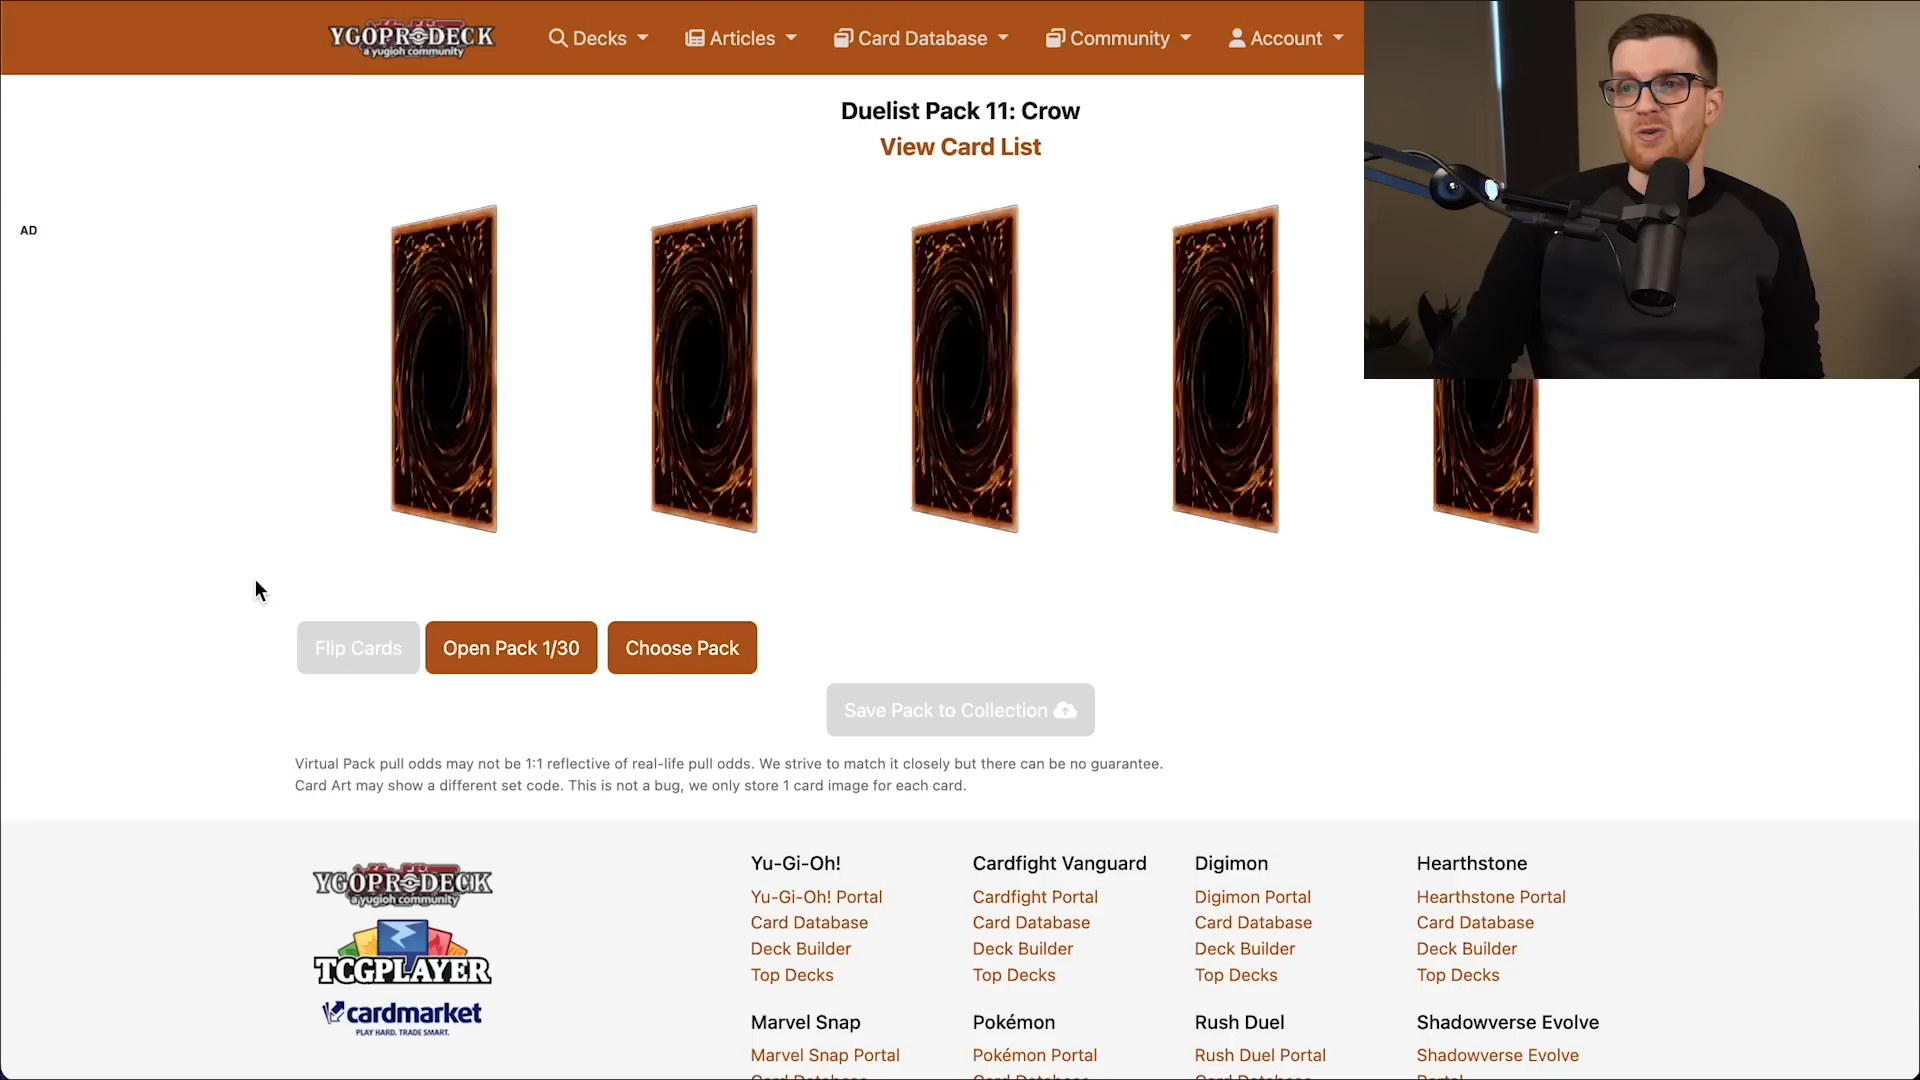 YGOPRODECK
a yugioh community
Decks
Articles
Card Database
Community
Account
Duelist Pack 11: Crow
View Card List
AD
Flip Cards
Open Pack 1/30
Choose Pack
Save Pack to Collection
Virtual Pack pull odds may not be 1:1 reflective of real-life pull odds. We strive to match it closely but there can be no guarantee.
Card Art may show a different set code. This is not a bug, we only store 1 card image for each card.
YGOPRODECK
a yugioh community
TCGPLAYER
cardmarket
PLAY HARD. TRADE SMART.
Yu-Gi-Oh!
Yu-Gi-Oh! Portal
Card Database
Deck Builder
Top Decks
Cardfight Vanguard
Cardfight Portal
Card Database
Deck Builder
Top Decks
Digimon
Digimon Portal
Card Database
Deck Builder
Top Decks
Hearthstone
Hearthstone Portal
Card Database
Deck Builder
Top Decks
Marvel Snap
Marvel Snap Portal
Card Database
Pokémon
Pokémon Portal
Card Database
Rush Duel
Rush Duel Portal
Card Database
Shadowverse Evolve
Shadowverse Evolve
Portal